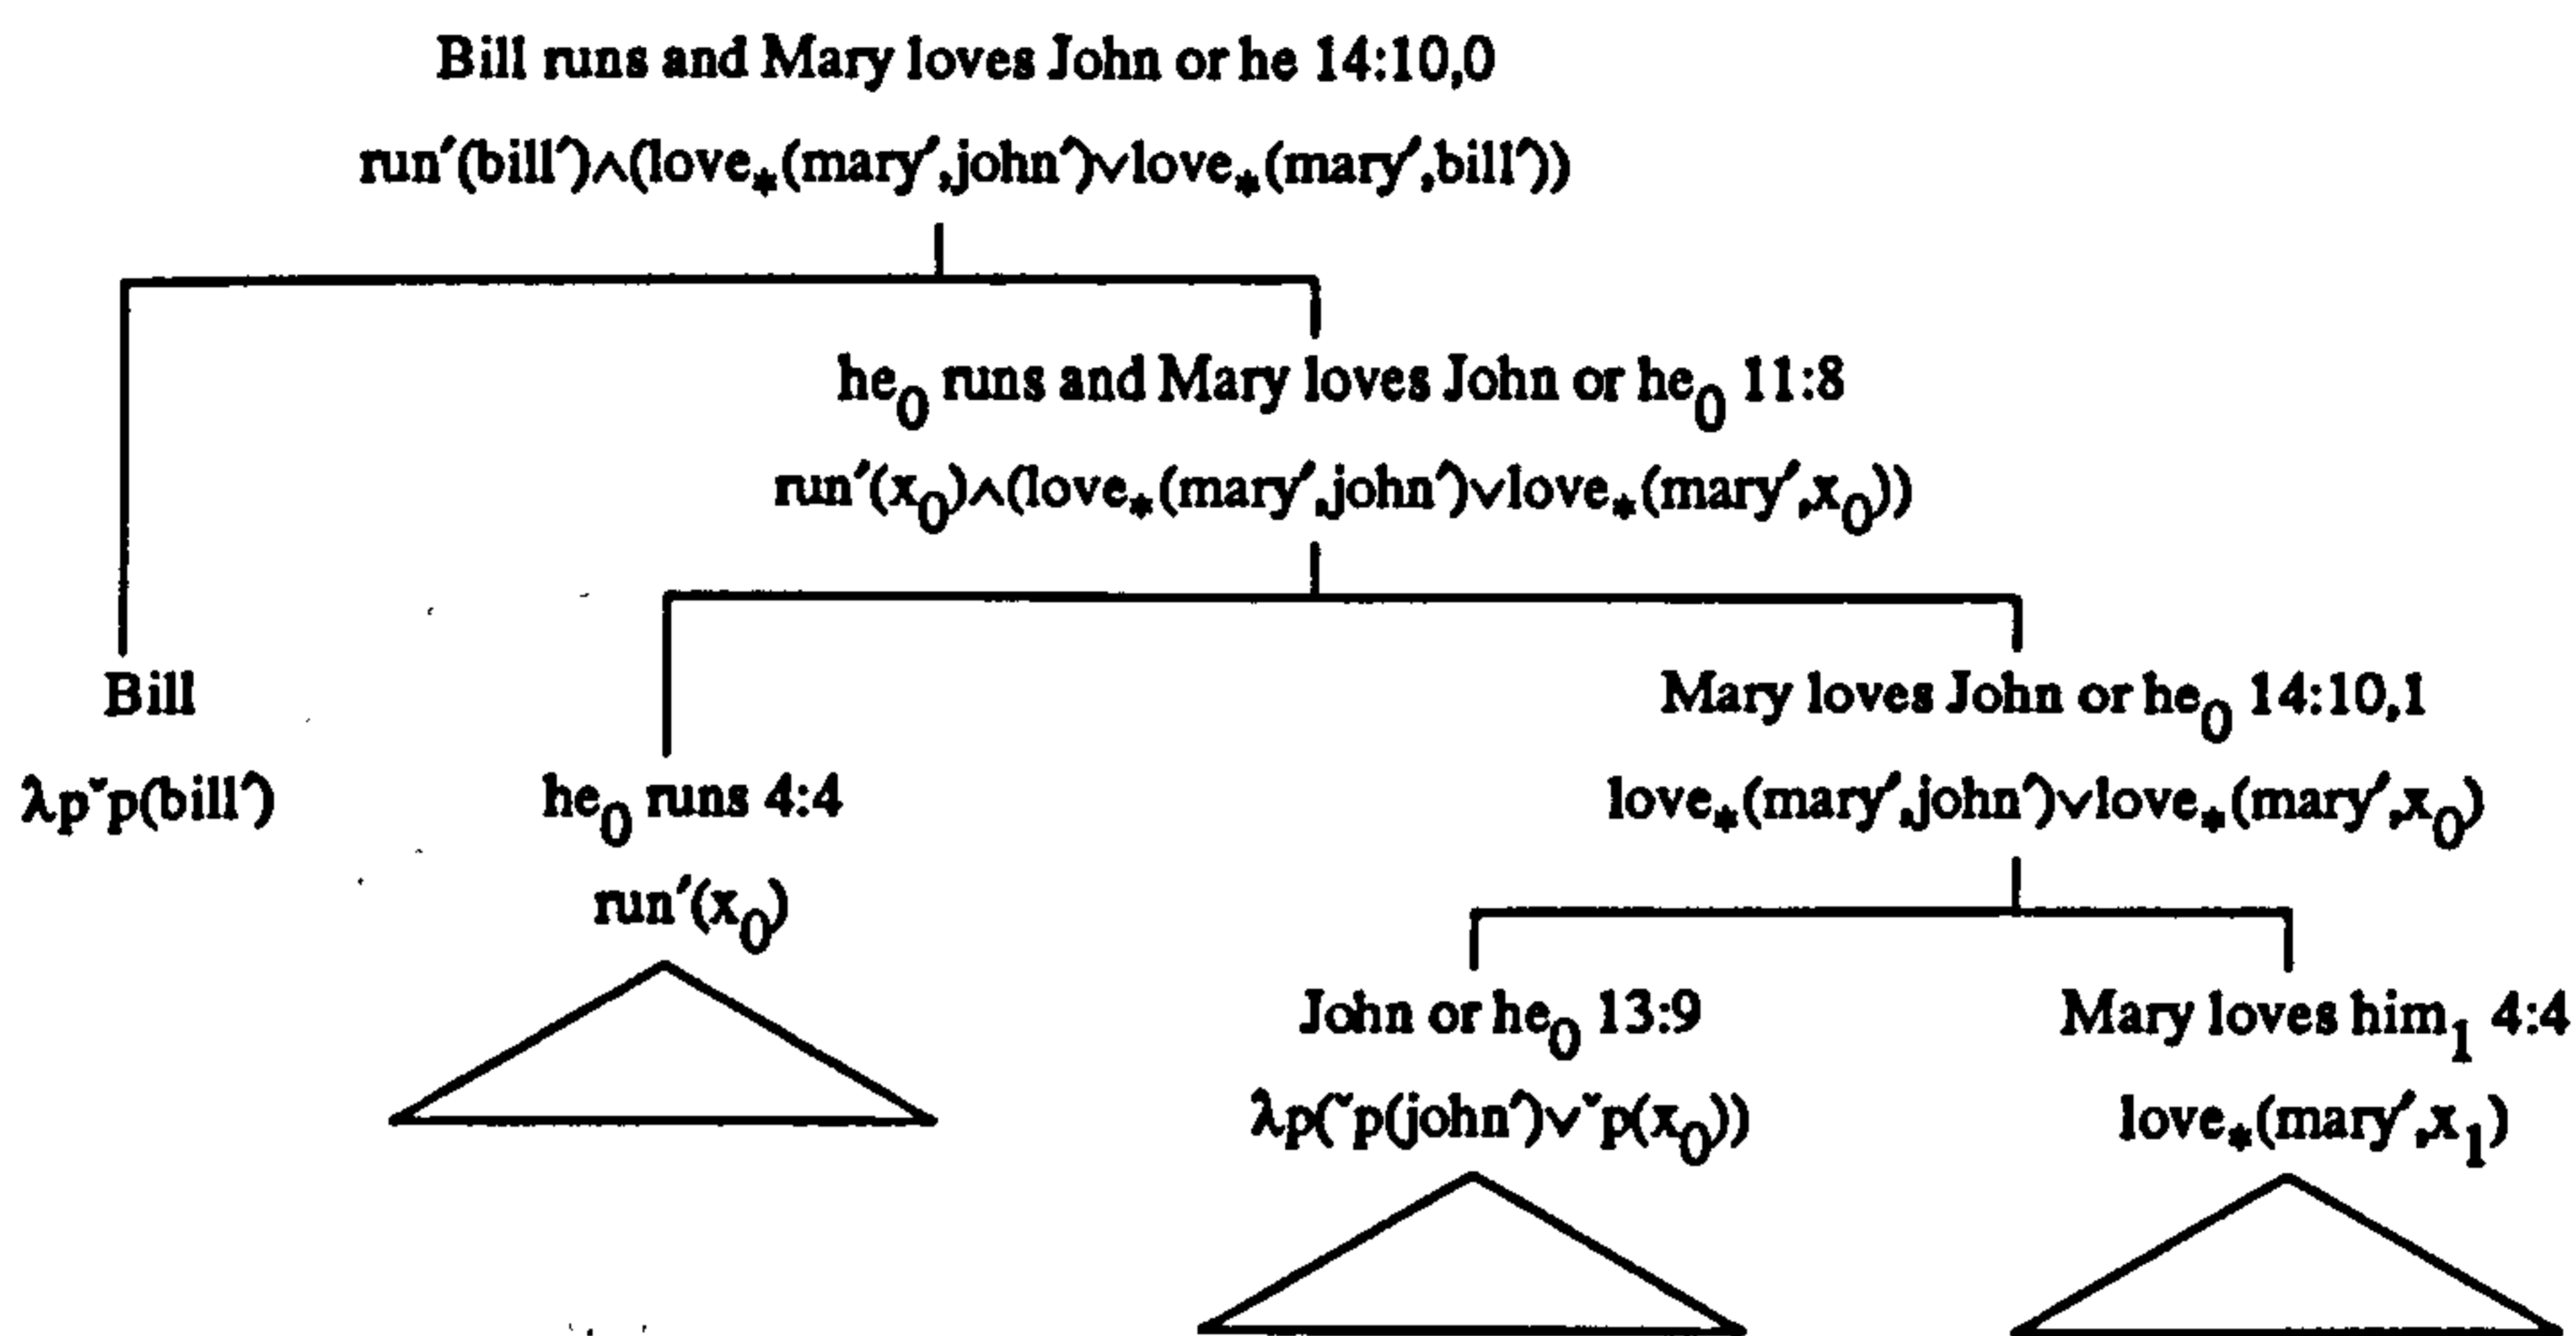 Bill runs and Mary loves John or he 14:10,0
run′(bill′)∧(love*(mary′,john′)∨love*(mary′,bill′))
he₀ runs and Mary loves John or he₀ 11:8
run′(x₀)∧(love*(mary′,john′)∨love*(mary′,x₀))
Bill
λpˇp(bill′)
he₀ runs 4:4
run′(x₀)
Mary loves John or he₀ 14:10,1
love*(mary′,john′)∨love*(mary′,x₀)
John or he₀ 13:9
λp(ˇp(john′)∨ˇp(x₀))
Mary loves him₁ 4:4
love*(mary′,x₁)